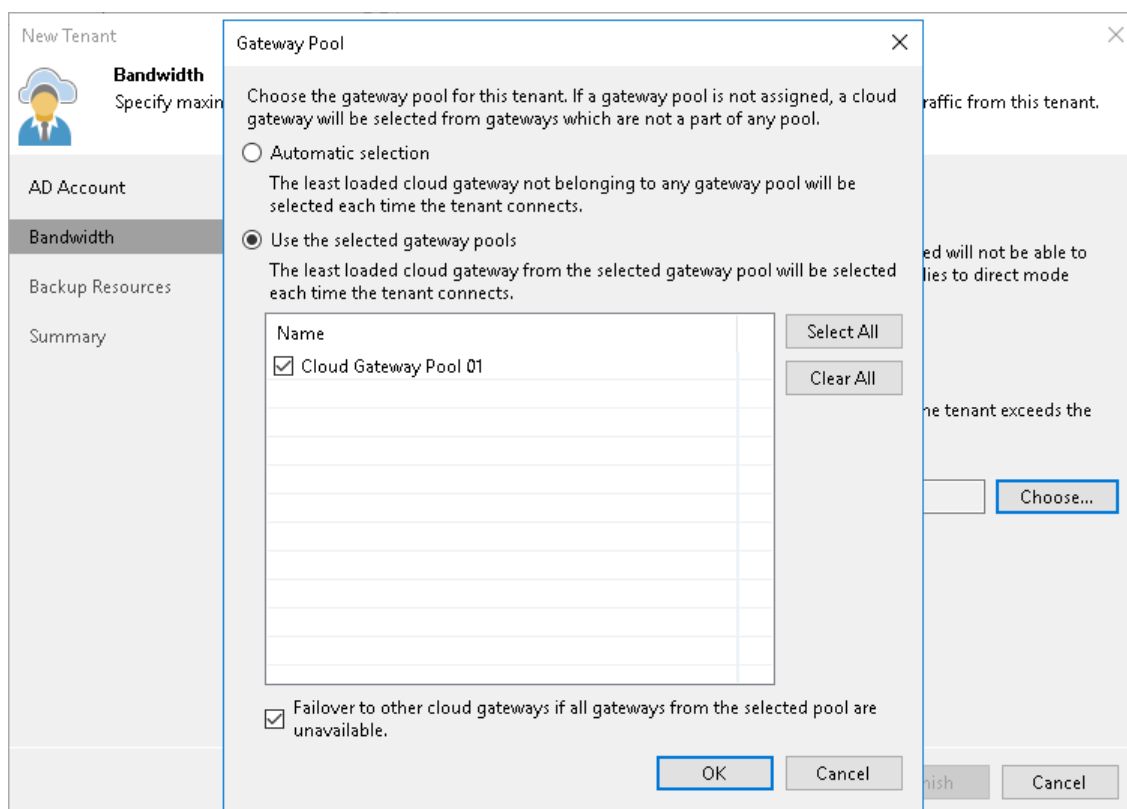 New Tenant
Bandwidth
Specify maxin
raffic from this tenant.
AD Account
Bandwidth
Backup Resources
Summary
ed will not be able to
lies to direct mode
he tenant exceeds the
Choose...
Cancel
Gateway Pool
Choose the gateway pool for this tenant. If a gateway pool is not assigned, a cloud
gateway will be selected from gateways which are not a part of any pool.
Automatic selection
The least loaded cloud gateway not belonging to any gateway pool will be
selected each time the tenant connects.
Use the selected gateway pools
The least loaded cloud gateway from the selected gateway pool will be selected
each time the tenant connects.
Name
Cloud Gateway Pool 01
Select All
Clear All
Failover to other cloud gateways if all gateways from the selected pool are
unavailable.
OK
Cancel